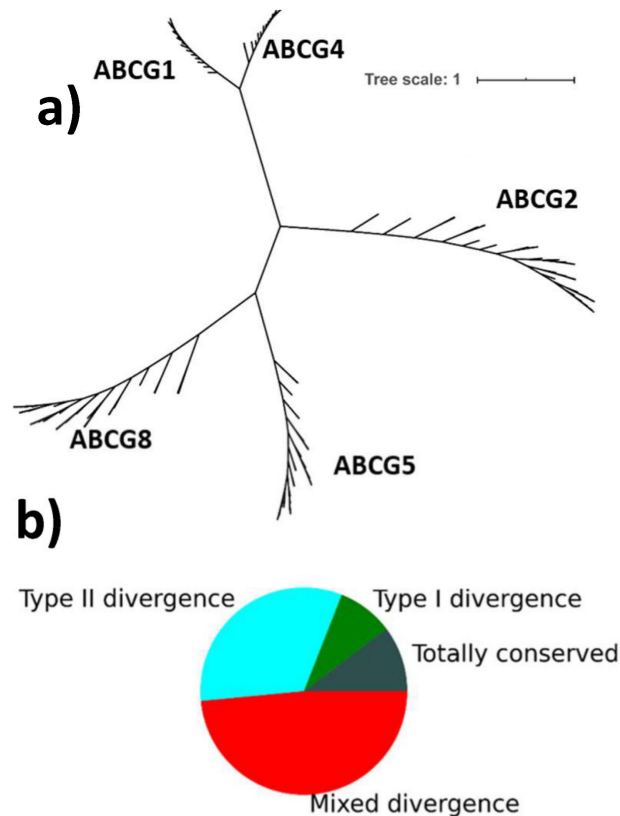 ABCG4
ABCG1
Tree scale: 1
a)
ABCG2
ABCG8
ABCG5
b)
Type II divergence
Type I divergence
Totally conserved
Mixed divergence